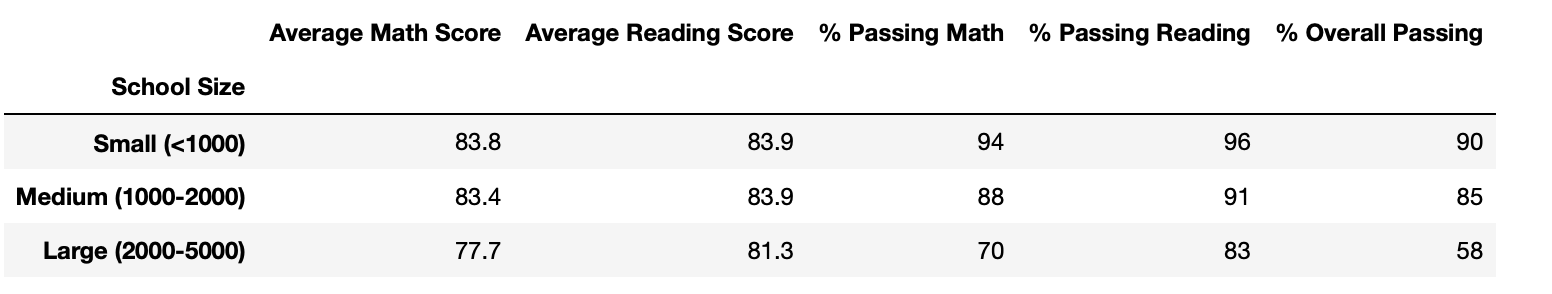 Average Math Score Average Reading Score % Passing Math % Passing Reading % Overall Passing
School Size
Small (<1000) 83.8 83.9 94 96 90
Medium (1000-2000) 83.4 83.9 88 91 85
Large (2000-5000) 77.7 81.3 70 83 58